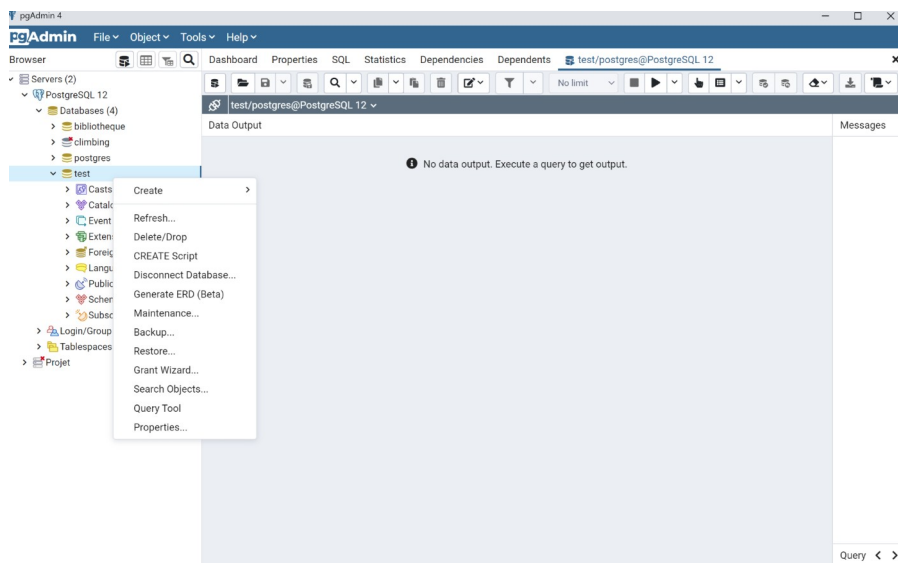 pgAdmin 4
pgAdmin File Object Tools Help
Browser
Dashboard Properties SQL Statistics Dependencies Dependents test/postgres@PostgreSQL 12
No limit
test/postgres@PostgreSQL 12
Data Output
Messages
No data output. Execute a query to get output.
Servers (2)
PostgreSQL 12
Databases (4)
bibliotheque
climbing
postgres
test
Casts
Catalo
Event
Exten
Foreig
Langu
Public
Schem
Subsc
Login/Group
Tablespaces
Projet
Create
Refresh...
Delete/Drop
CREATE Script
Disconnect Database...
Generate ERD (Beta)
Maintenance...
Backup...
Restore...
Grant Wizard...
Search Objects...
Query Tool
Properties...
Query